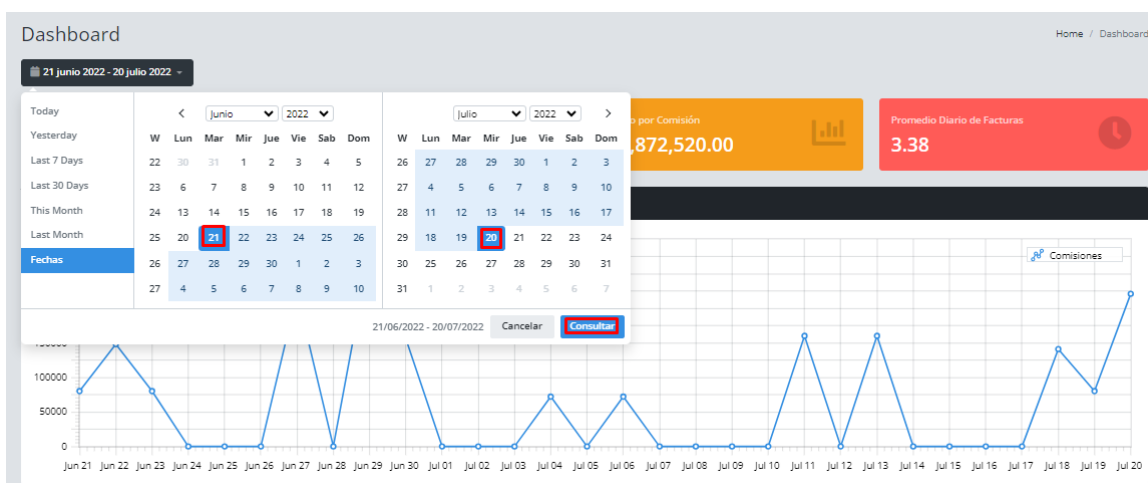 Dashboard
Home / Dashboard
21 junio 2022 - 20 julio 2022
Today
Yesterday
Last 7 Days
Last 30 Days
This Month
Last Month
Fechas
Junio 2022
W Lun Mar Mir Jue Vie Sab Dom
22 30 31 1 2 3 4 5
23 6 7 8 9 10 11 12
24 13 14 15 16 17 18 19
25 20 21 22 23 24 25 26
26 27 28 29 30 1 2 3
27 4 5 6 7 8 9 10
Julio 2022
W Lun Mar Mir Jue Vie Sab Dom
26 27 28 29 30 1 2 3
27 4 5 6 7 8 9 10
28 11 12 13 14 15 16 17
29 18 19 20 21 22 23 24
30 25 26 27 28 29 30 31
31 1 2 3 4 5 6 7
21/06/2022 - 20/07/2022 Cancelar Consultar
por Comisión
,872,520.00
Promedio Diario de Facturas
3.38
Comisiones
100000
50000
0
Jun 21 Jun 22 Jun 23 Jun 24 Jun 25 Jun 26 Jun 27 Jun 28 Jun 29 Jun 30 Jul 01 Jul 02 Jul 03 Jul 04 Jul 05 Jul 06 Jul 07 Jul 08 Jul 09 Jul 10 Jul 11 Jul 12 Jul 13 Jul 14 Jul 15 Jul 16 Jul 17 Jul 18 Jul 19 Jul 20